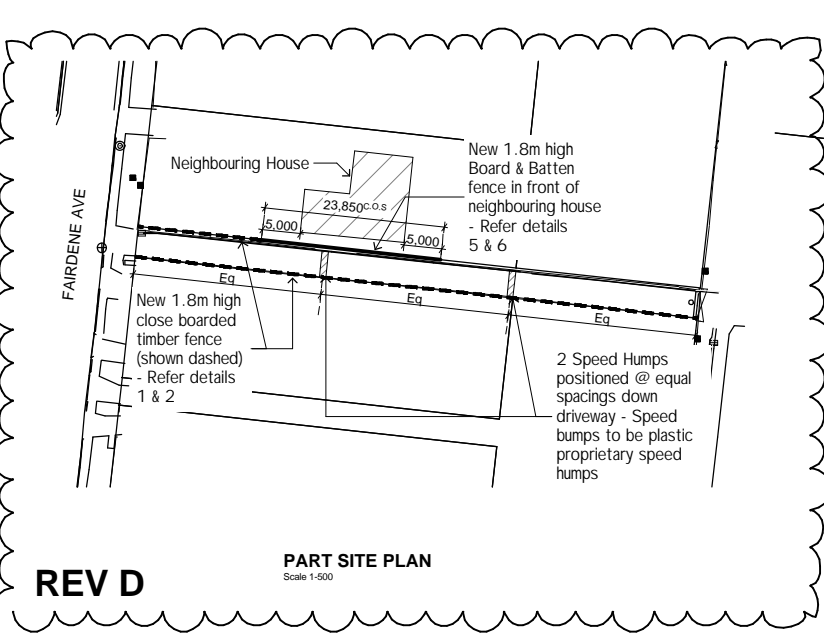 Neighbouring House
New 1.8m high
Board & Batten
fence in front of
neighbouring house
- Refer details
5 & 6
23,850C.O.S
5,000
5,000
FAIRDENE AVE
Eq
Eq
Eq
New 1.8m high
close boarded
timber fence
(shown dashed)
- Refer details
1 & 2
2 Speed Humps
positioned @ equal
spacings down
driveway - Speed
bumps to be plastic
proprietary speed
humps
PART SITE PLAN
Scale 1-500
REV D